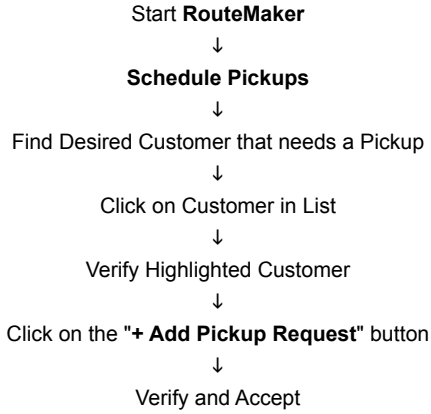 Start RouteMaker
↓
Schedule Pickups
↓
Find Desired Customer that needs a Pickup
↓
Click on Customer in List
↓
Verify Highlighted Customer
↓
Click on the "+ Add Pickup Request" button
↓
Verify and Accept